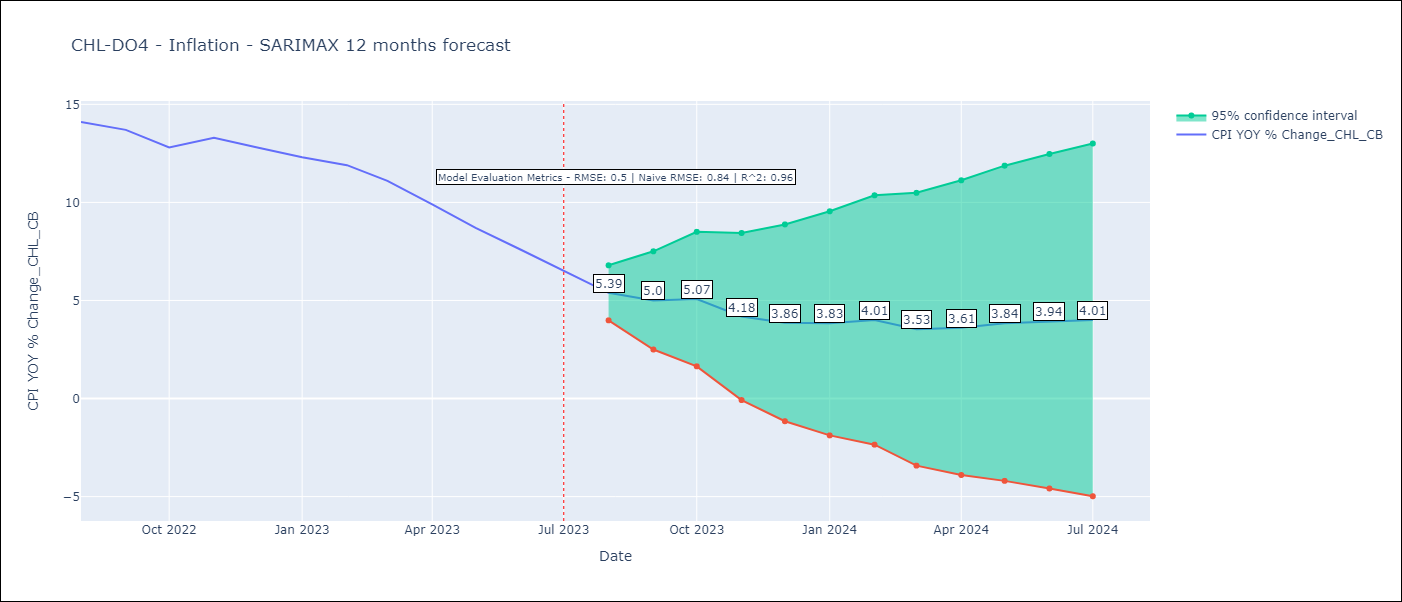 CHL-DO4 - Inflation - SARIMAX 12 months forecast
95% confidence interval
CPI YOY % Change_CHL_CB
Model Evaluation Metrics - RMSE: 0.5 | Naive RMSE: 0.84 | R^2: 0.96
CPI YOY % Change_CHL_CB
15
10
5
0
−5
5.39
5.0
5.07
4.18
3.86
3.83
4.01
3.53
3.61
3.84
3.94
4.01
Oct 2022
Jan 2023
Apr 2023
Jul 2023
Oct 2023
Jan 2024
Apr 2024
Jul 2024
Date